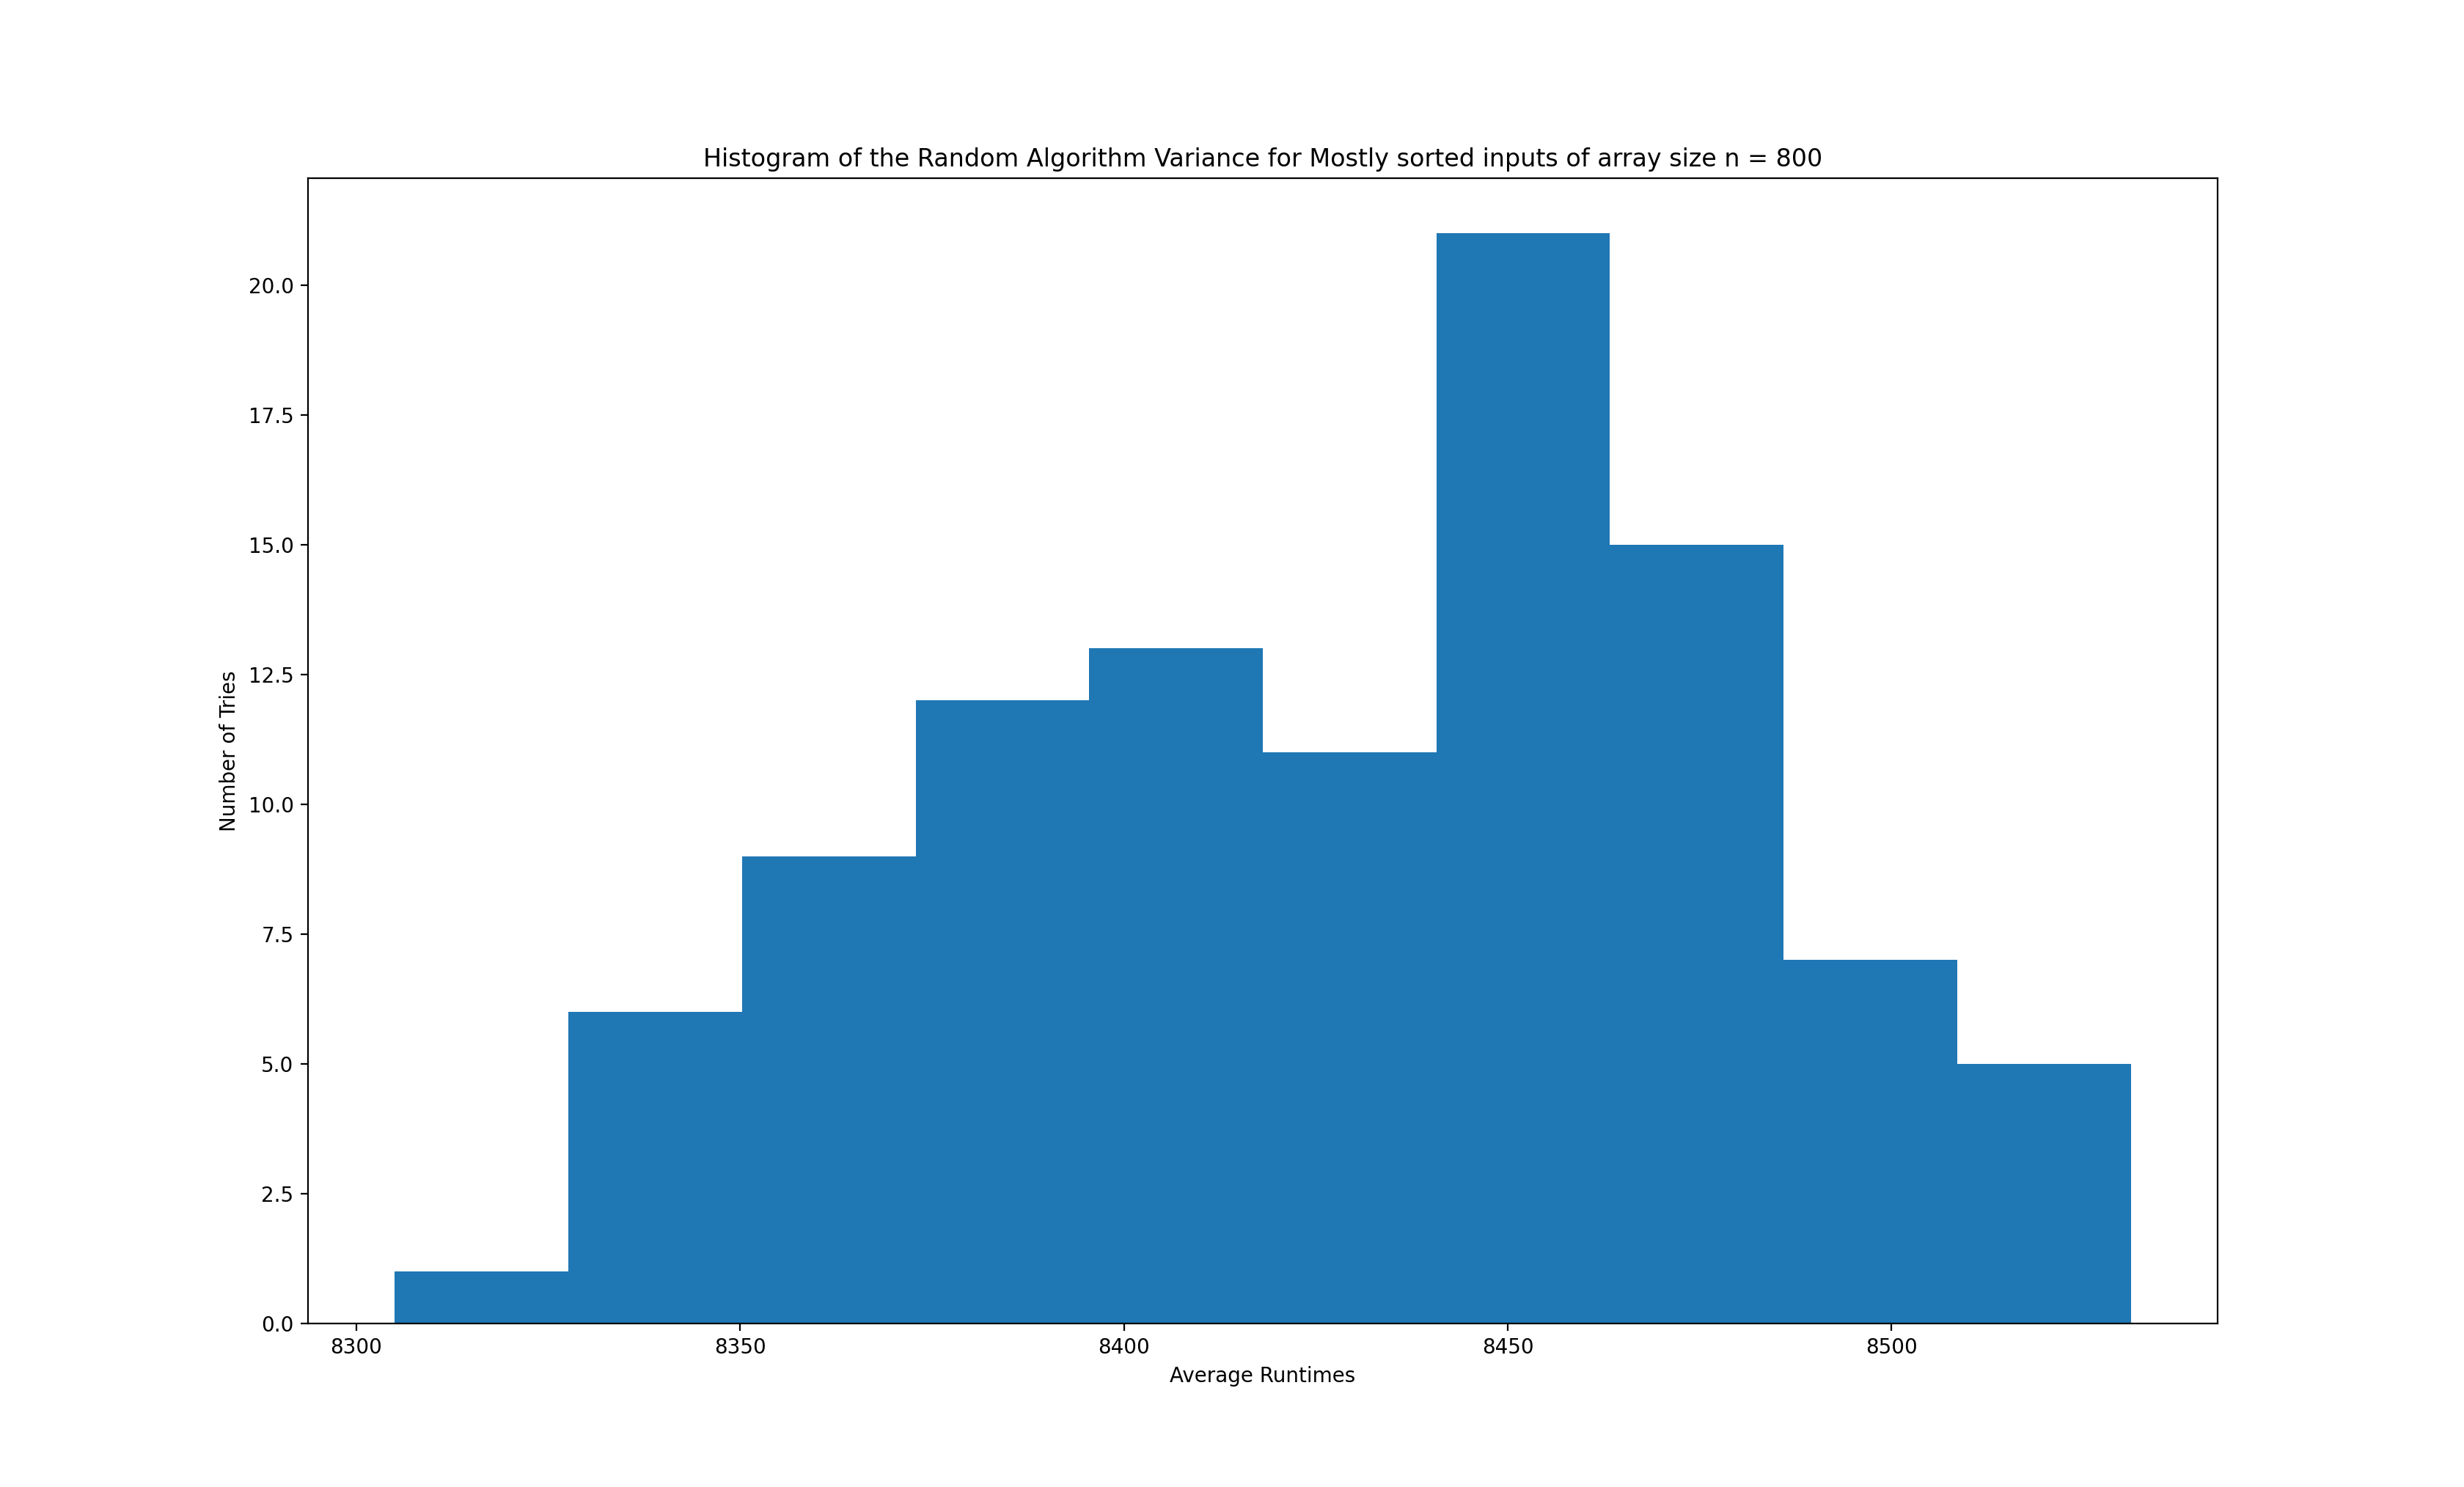 Histogram of the Random Algorithm Variance for Mostly sorted inputs of array size n = 800
20.0
17.5
15.0
12.5
10.0
7.5
5.0
2.5
0.0
Number of Tries
8300 8350 8400 8450 8500
Average Runtimes